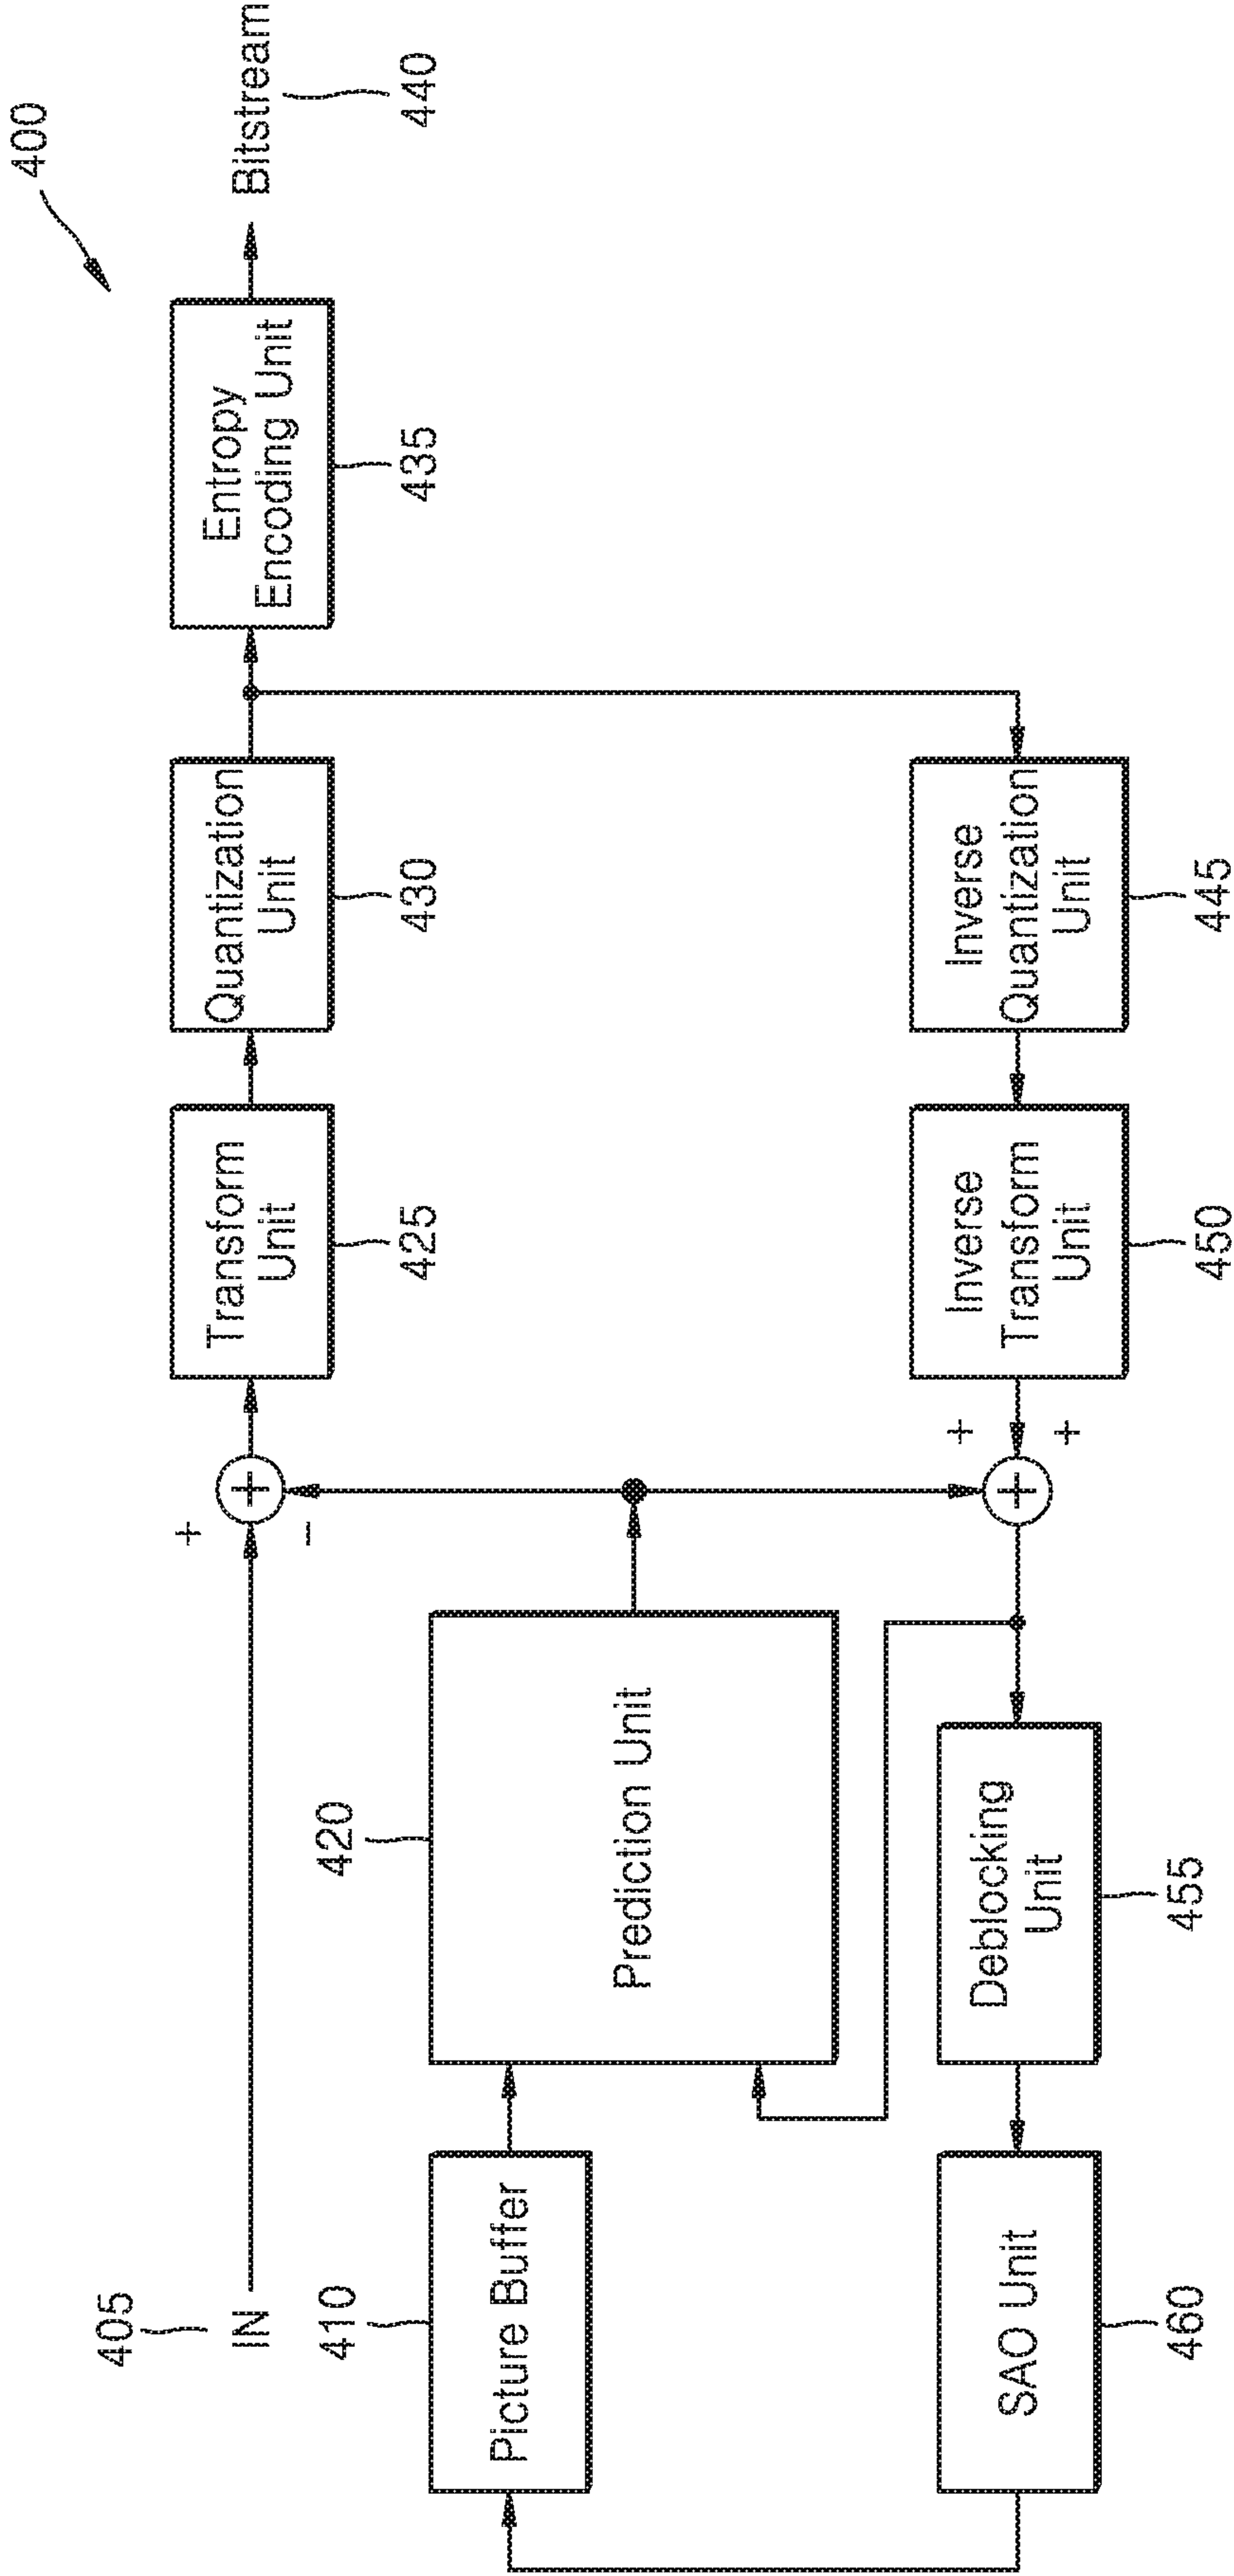 400
405
IN
+
−
+
Transform
Unit
425
Quantization
Unit
430
Entropy
Encoding Unit
435
Bitstream
440
410
Picture Buffer
420
Prediction Unit
+
+
+
Inverse
Transform
Unit
450
Inverse
Quantization
Unit
445
SAO Unit
460
Deblocking
Unit
455